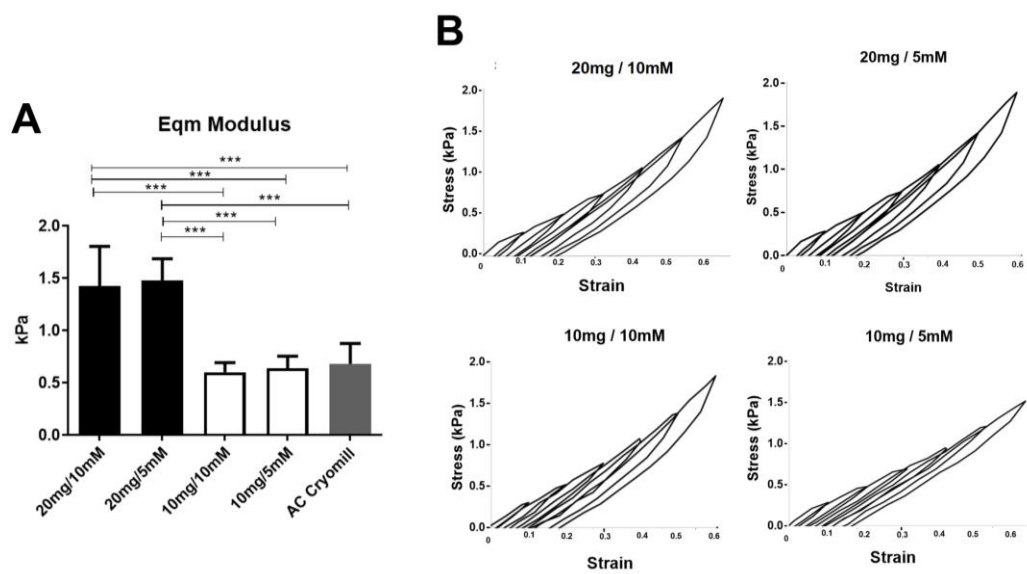 A
Eqm Modulus
***
***
***
***
***
***
2.0
1.5
1.0
0.5
0.0
kPa
20mg/10mM
20mg/5mM
10mg/10mM
10mg/5mM
AC Cryomill
B
20mg / 10mM
2.0
1.5
1.0
0.5
0.0
Stress (kPa)
0 0.1 0.2 0.3 0.4 0.5 0.6
Strain
20mg / 5mM
2.0
1.5
1.0
0.5
0.0
Stress (kPa)
0 0.1 0.2 0.3 0.4 0.5 0.6
Strain
10mg / 10mM
2.0
1.5
1.0
0.5
0.0
Stress (kPa)
0 0.1 0.2 0.3 0.4 0.5 0.6
Strain
10mg / 5mM
2.0
1.5
1.0
0.5
0.0
Stress (kPa)
0 0.1 0.2 0.3 0.4 0.5 0.6
Strain